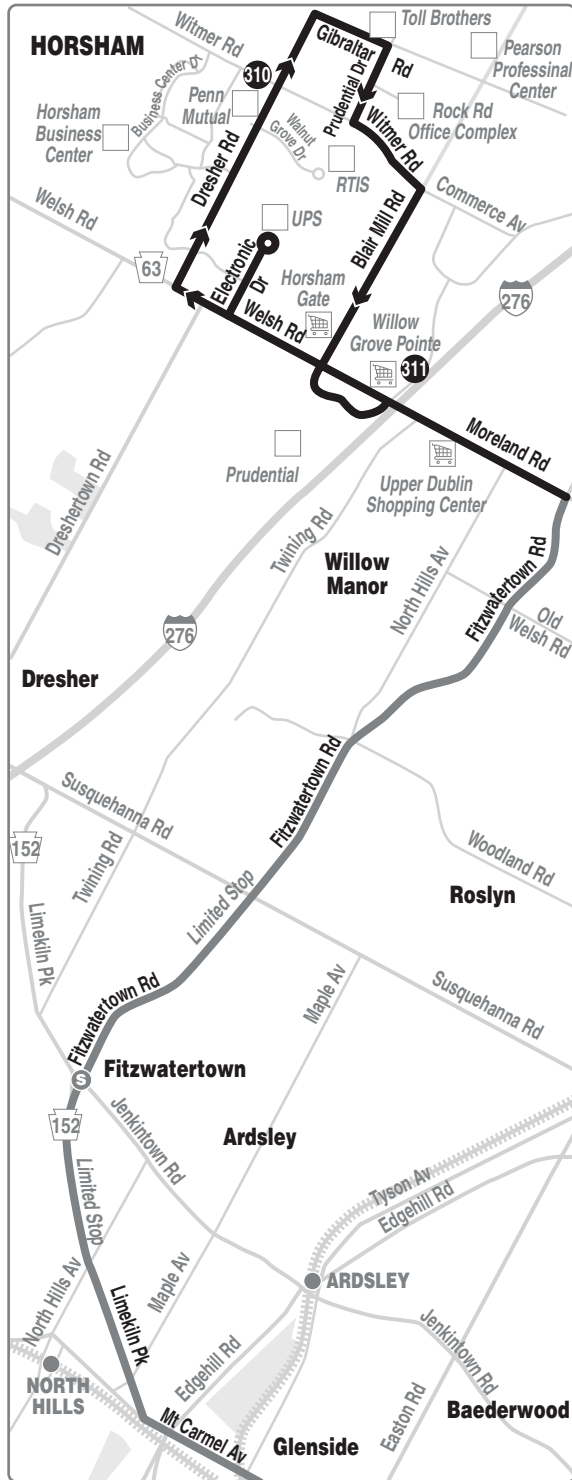 Toll Brothers
HORSHAM
Witmer Rd
Gibraltar
Rd
Pearson
Professinal
Center
Business Center Dr
310
Penn
Mutual
Prudential Dr
Rock Rd
Office Complex
Horsham
Business
Center
Dresher Rd
Walnut
Grove Dr
Witmer Rd
RTIS
Welsh Rd
Commerce Av
UPS
Blair Mill Rd
63
Electronic
Dr
Horsham
Gate
276
Welsh Rd
Willow
Grove Pointe
311
Moreland Rd
Prudential
Upper Dublin
Shopping Center
Dreshertown Rd
Twining Rd
Willow
Manor
North Hills Av
Fitzwatertown Rd
Old
Welsh Rd
276
Dresher
Fitzwatertown Rd
Susquehanna Rd
152
Twining Rd
Woodland Rd
Limited Stop
Roslyn
Limekiln Pk
Maple Av
Susquehanna Rd
Fitzwatertown Rd
S
Fitzwatertown
152
Jenkintown Rd
Ardsley
Limited Stop
Tyson Av
Edgehill Rd
North Hills Av
Maple Av
ARDSLEY
Limekiln Pk
Edgehill Rd
Jenkintown Rd
NORTH
HILLS
Easton Rd
Mt Carmel Av
Baederwood
Glenside